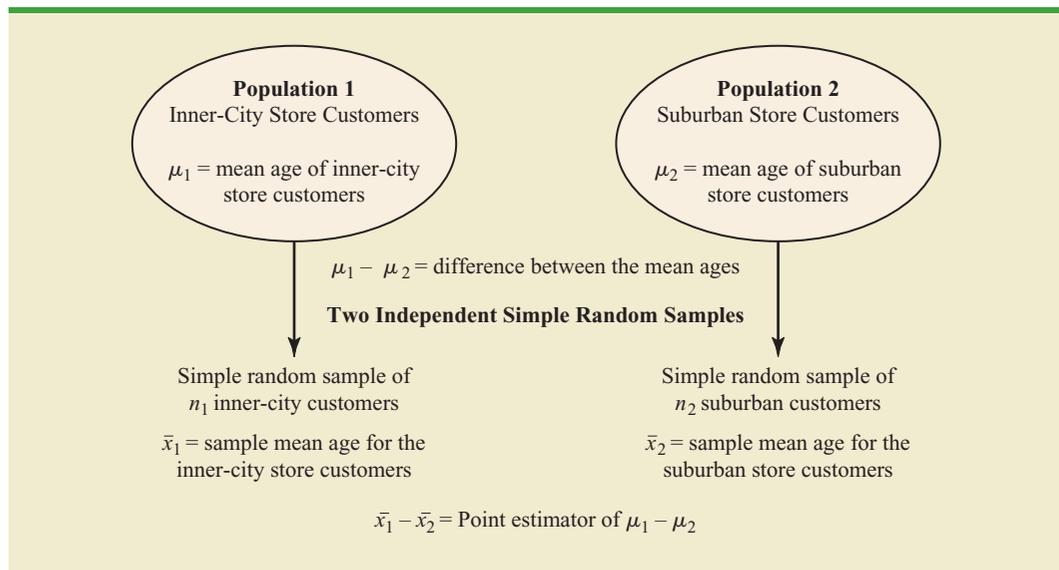 Population 1
Inner-City Store Customers
μ1 = mean age of inner-city
store customers
Population 2
Suburban Store Customers
μ2 = mean age of suburban
store customers
μ1 − μ2 = difference between the mean ages
Two Independent Simple Random Samples
Simple random sample of
n1 inner-city customers
x̄1 = sample mean age for the
inner-city store customers
Simple random sample of
n2 suburban customers
x̄2 = sample mean age for the
suburban store customers
x̄1 − x̄2 = Point estimator of μ1 − μ2